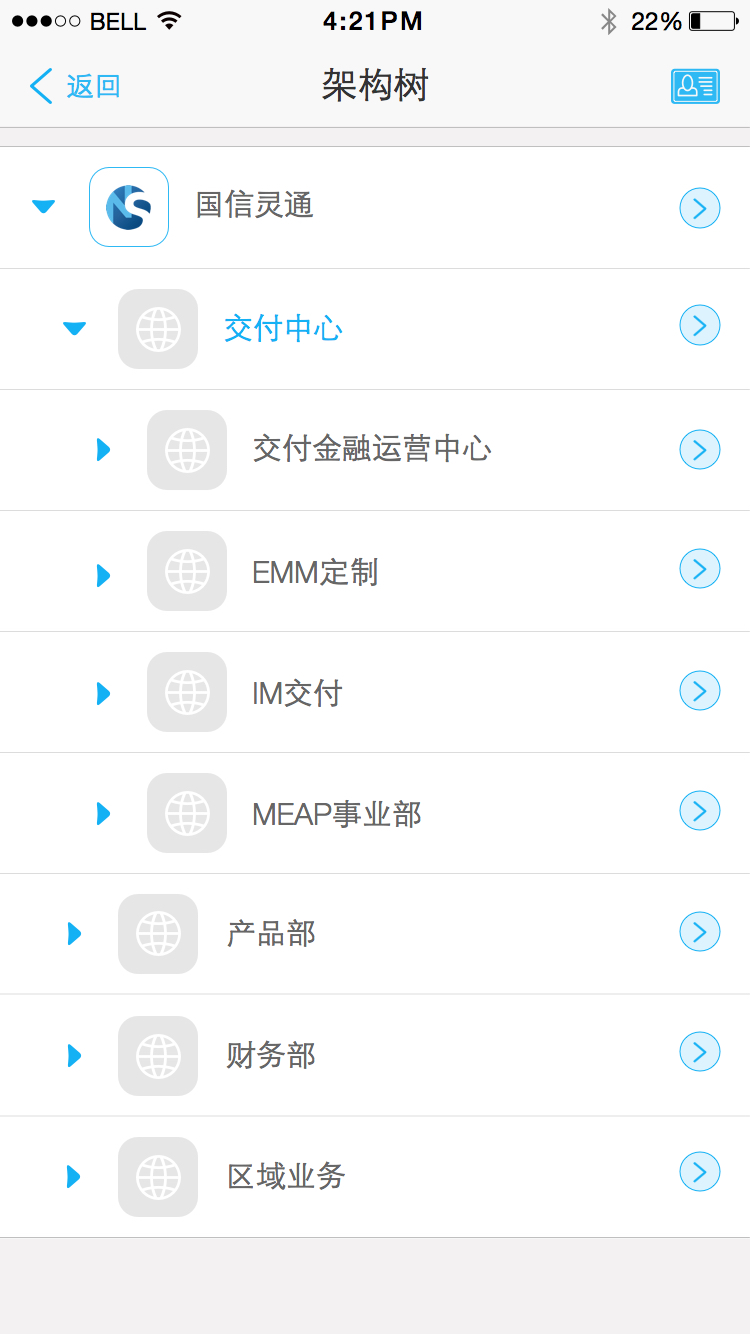 BELL 4:21PM 22%
返回 架构树
国信灵通
交付中心
交付金融运营中心
EMM定制
IM交付
MEAP事业部
产品部
财务部
区域业务